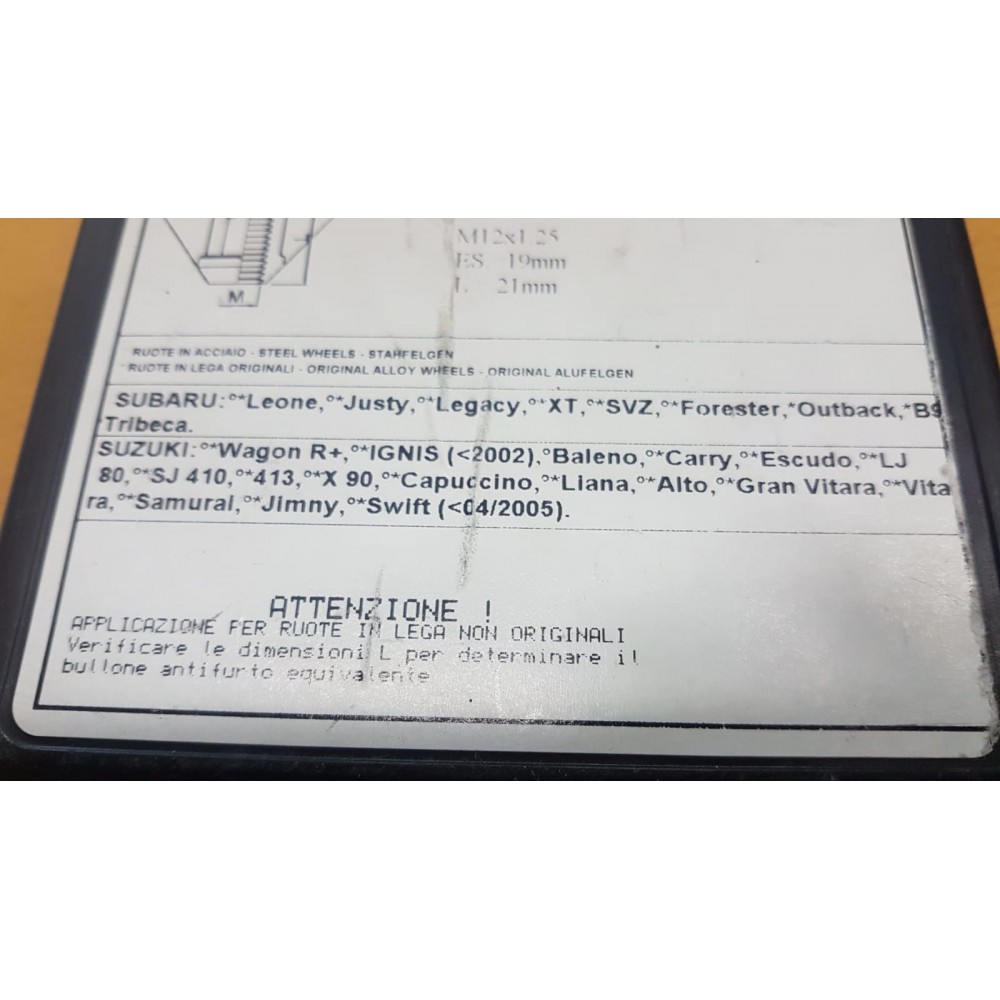 M12x1.25
ES 19mm
L 21mm
M
RUOTE IN ACCIAIO - STEEL WHEELS - STAHFELGEN
RUOTE IN LEGA ORIGINALI - ORIGINAL ALLOY WHEELS - ORIGINAL ALUFELGEN
SUBARU:°*Leone,°*Justy,°*Legacy,°*XT,°*SVZ,°*Forester,*Outback,*B9
Tribeca.
SUZUKI:°*Wagon R+,°*IGNIS (<2002),°Baleno,°*Carry,°*Escudo,°*LJ
80,°*SJ 410,°*413,°*X 90,°*Capuccino,°*Liana,°*Alto,°*Gran Vitara,°*Vita
ra,°*Samurai,°*Jimny,°*Swift (<04/2005).
ATTENZIONE !
APPLICAZIONE PER RUOTE IN LEGA NON ORIGINALI
Verificare le dimensioni L per determinare il
bullone antifurto equivalente